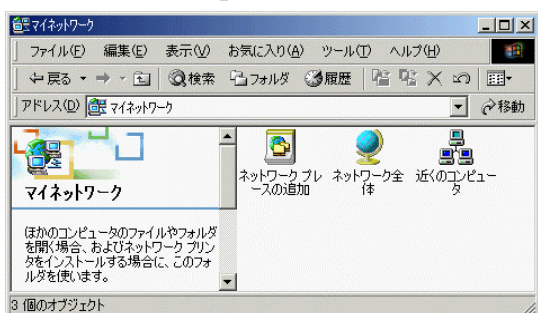 マイネットワーク
ファイル(F) 編集(E) 表示(V) お気に入り(A) ツール(T) ヘルプ(H)
戻る 検索 フォルダ 履歴
アドレス(D) マイネットワーク 移動
マイネットワーク
ほかのコンピュータのファイルやフォルダ
を開く場合、およびネットワーク プリン
タをインストールする場合に、このフォ
ルダを使います。
ネットワーク プレ
ースの追加
ネットワーク全
体
近くのコンピュー
タ
3 個のオブジェクト